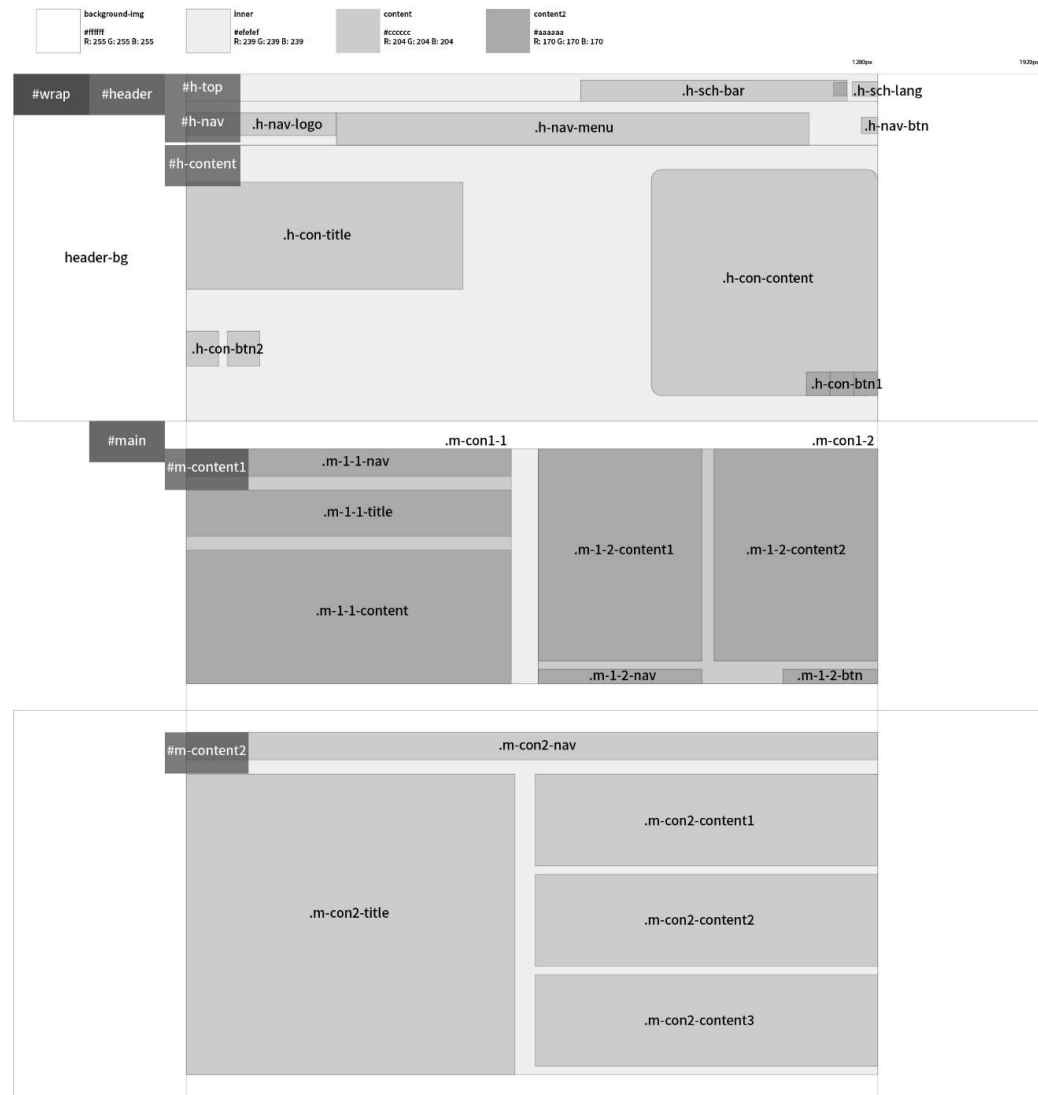 background-img
#ffffff
R: 255 G: 255 B: 255
inner
#efefef
R: 239 G: 239 B: 239
content
#cccccc
R: 204 G: 204 B: 204
content2
#aaaaaa
R: 170 G: 170 B: 170
1280px
1920px
#wrap
#header
#h-top
.h-sch-bar
.h-sch-lang
#h-nav
.h-nav-logo
.h-nav-menu
.h-nav-btn
#h-content
.h-con-title
header-bg
.h-con-content
.h-con-btn2
.h-con-btn1
#main
.m-con1-1
.m-con1-2
#m-content1
.m-1-1-nav
.m-1-1-title
.m-1-2-content1
.m-1-2-content2
.m-1-1-content
.m-1-2-nav
.m-1-2-btn
#m-content2
.m-con2-nav
.m-con2-content1
.m-con2-title
.m-con2-content2
.m-con2-content3